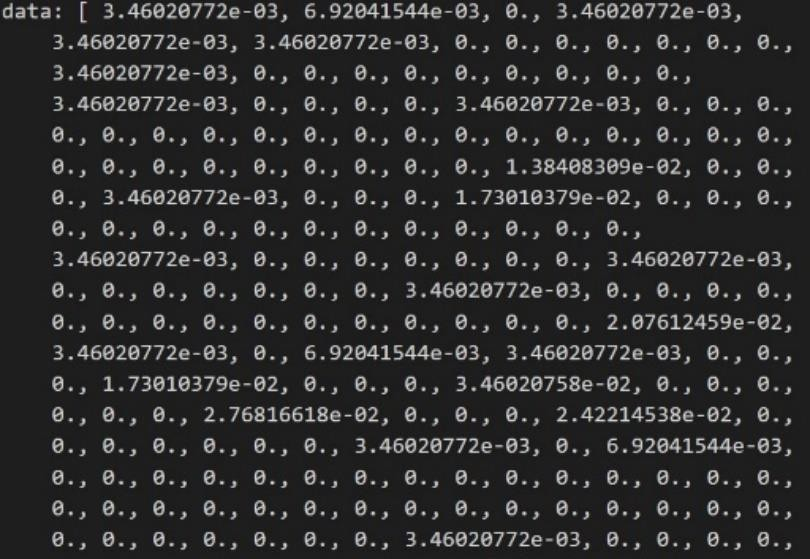 data: [ 3.46020772e-03, 6.92041544e-03, 0., 3.46020772e-03,
3.46020772e-03, 3.46020772e-03, 0., 0., 0., 0., 0., 0., 0.,
3.46020772e-03, 0., 0., 0., 0., 0., 0., 0., 0., 0.,
3.46020772e-03, 0., 0., 0., 0., 3.46020772e-03, 0., 0., 0.,
0., 0., 0., 0., 0., 0., 0., 0., 0., 0., 0., 0., 0., 0., 0.,
0., 0., 0., 0., 0., 0., 0., 0., 0., 1.38408309e-02, 0., 0.,
0., 3.46020772e-03, 0., 0., 0., 1.73010379e-02, 0., 0., 0.,
0., 0., 0., 0., 0., 0., 0., 0., 0., 0., 0., 0.,
3.46020772e-03, 0., 0., 0., 0., 0., 0., 0., 3.46020772e-03,
0., 0., 0., 0., 0., 0., 0., 3.46020772e-03, 0., 0., 0., 0.,
0., 0., 0., 0., 0., 0., 0., 0., 0., 0., 0., 2.07612459e-02,
3.46020772e-03, 0., 6.92041544e-03, 3.46020772e-03, 0., 0.,
0., 1.73010379e-02, 0., 0., 0., 3.46020758e-02, 0., 0., 0.,
0., 0., 0., 2.76816618e-02, 0., 0., 0., 2.42214538e-02, 0.,
0., 0., 0., 0., 0., 0., 3.46020772e-03, 0., 6.92041544e-03,
0., 0., 0., 0., 0., 0., 0., 0., 0., 0., 0., 0., 0., 0., 0.,
0., 0., 0., 0., 0., 0., 0., 0., 0., 0., 0., 0., 0., 0., 0.,
0., 0., 0., 0., 0., 0., 0., 3.46020772e-03, 0., 0., 0., 0.,